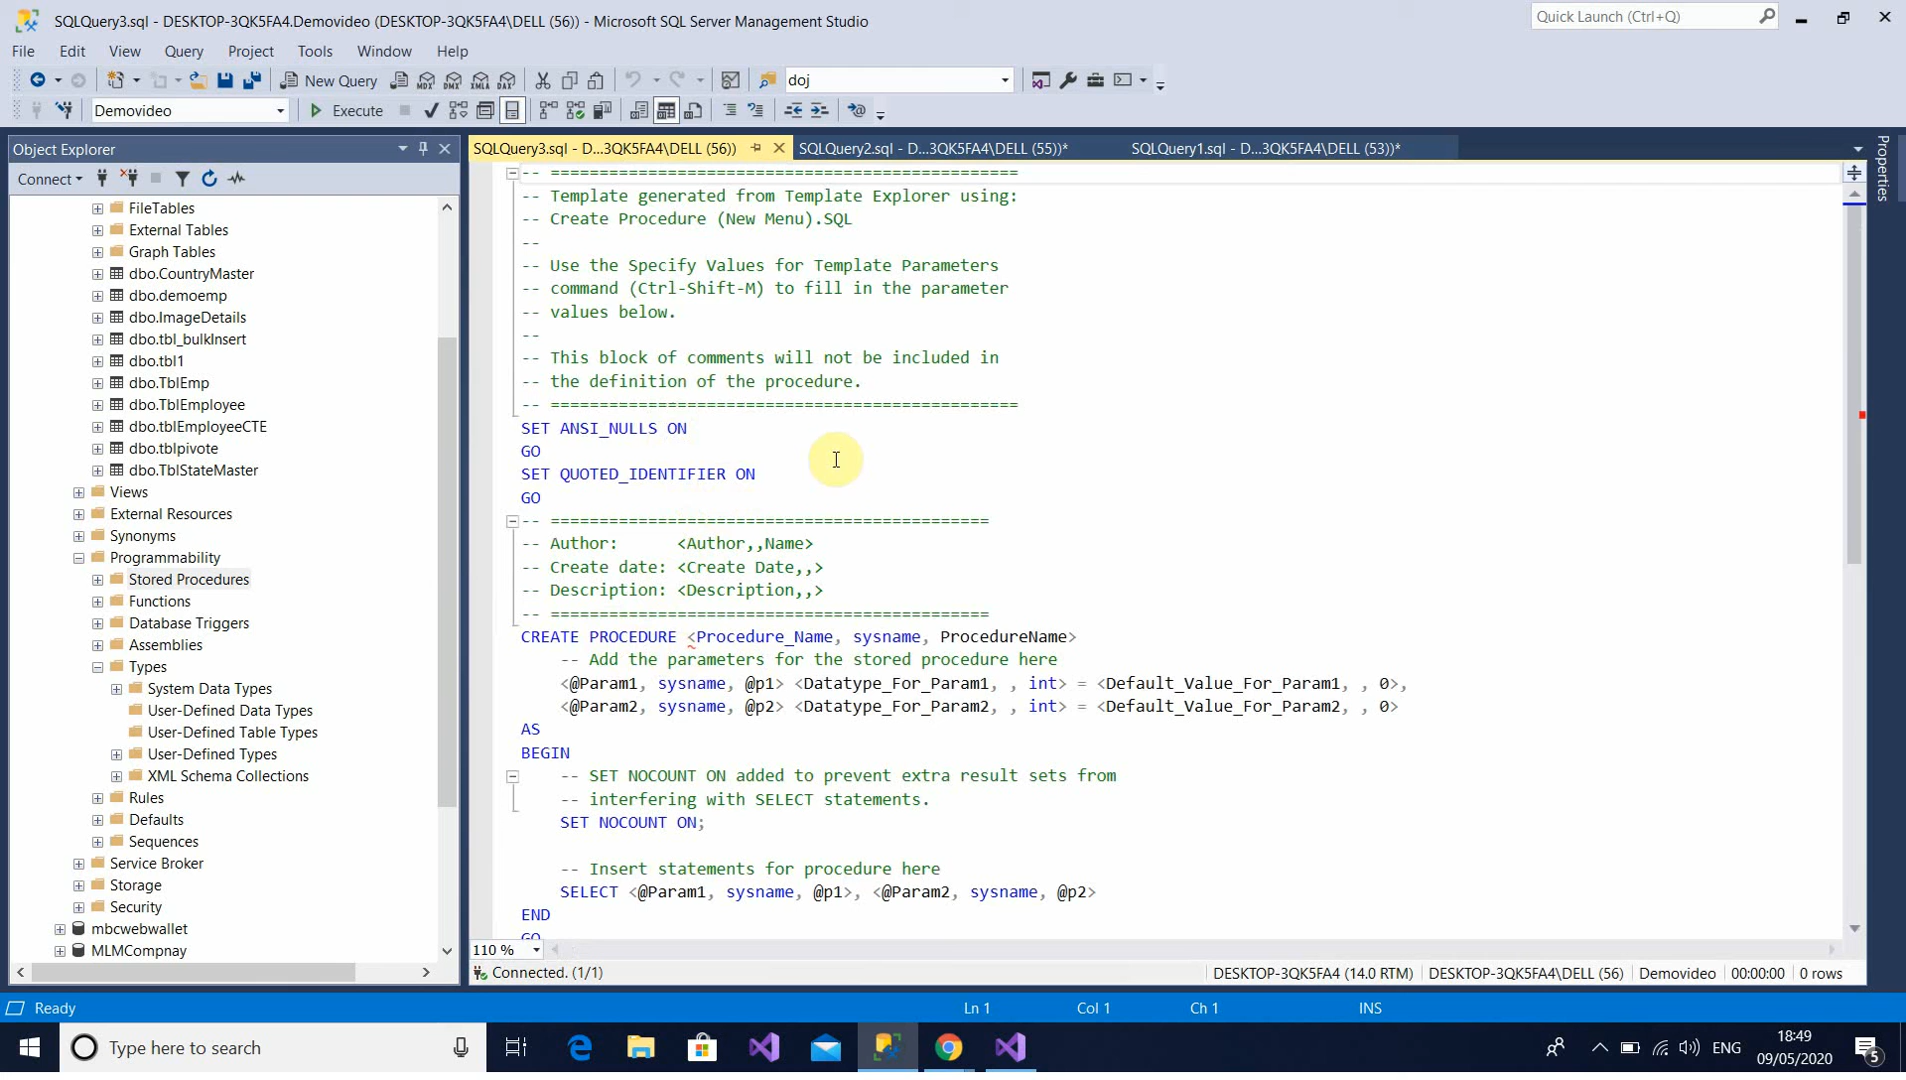 SQLQuery3.sql - DESKTOP-3QK5FA4.Demovideo (DESKTOP-3QK5FA4\DELL (56)) - Microsoft SQL Server Management Studio
Quick Launch (Ctrl+Q)
File Edit View Query Project Tools Window Help
New Query
MDX DMX XMLA DAX
doj
Demovideo
Execute
Object Explorer
SQLQuery3.sql - D...3QK5FA4\DELL (56))
SQLQuery2.sql - D...3QK5FA4\DELL (55))*
SQLQuery1.sql - D...3QK5FA4\DELL (53))*
Properties
Connect
FileTables
External Tables
Graph Tables
dbo.CountryMaster
dbo.demoemp
dbo.ImageDetails
dbo.tbl_bulkInsert
dbo.tbl1
dbo.TblEmp
dbo.TblEmployee
dbo.tblEmployeeCTE
dbo.tblpivote
dbo.TblStateMaster
Views
External Resources
Synonyms
Programmability
Stored Procedures
Functions
Database Triggers
Assemblies
Types
System Data Types
User-Defined Data Types
User-Defined Table Types
User-Defined Types
XML Schema Collections
Rules
Defaults
Sequences
Service Broker
Storage
Security
mbcwebwallet
MLMCompnay
-- ================================================
-- Template generated from Template Explorer using:
-- Create Procedure (New Menu).SQL
--
-- Use the Specify Values for Template Parameters
-- command (Ctrl-Shift-M) to fill in the parameter
-- values below.
--
-- This block of comments will not be included in
-- the definition of the procedure.
-- ================================================
SET ANSI_NULLS ON
GO
SET QUOTED_IDENTIFIER ON
GO
-- =============================================
-- Author:      <Author,,Name>
-- Create date: <Create Date,,>
-- Description: <Description,,>
-- =============================================
CREATE PROCEDURE <Procedure_Name, sysname, ProcedureName>
-- Add the parameters for the stored procedure here
<@Param1, sysname, @p1> <Datatype_For_Param1, , int> = <Default_Value_For_Param1, , 0>,
<@Param2, sysname, @p2> <Datatype_For_Param2, , int> = <Default_Value_For_Param2, , 0>
AS
BEGIN
-- SET NOCOUNT ON added to prevent extra result sets from
-- interfering with SELECT statements.
SET NOCOUNT ON;
-- Insert statements for procedure here
SELECT <@Param1, sysname, @p1>, <@Param2, sysname, @p2>
END
GO
110 %
Connected. (1/1)
DESKTOP-3QK5FA4 (14.0 RTM)
DESKTOP-3QK5FA4\DELL (56)
Demovideo
00:00:00
0 rows
Ready
Ln 1
Col 1
Ch 1
INS
Type here to search
ENG
18:49
09/05/2020
5